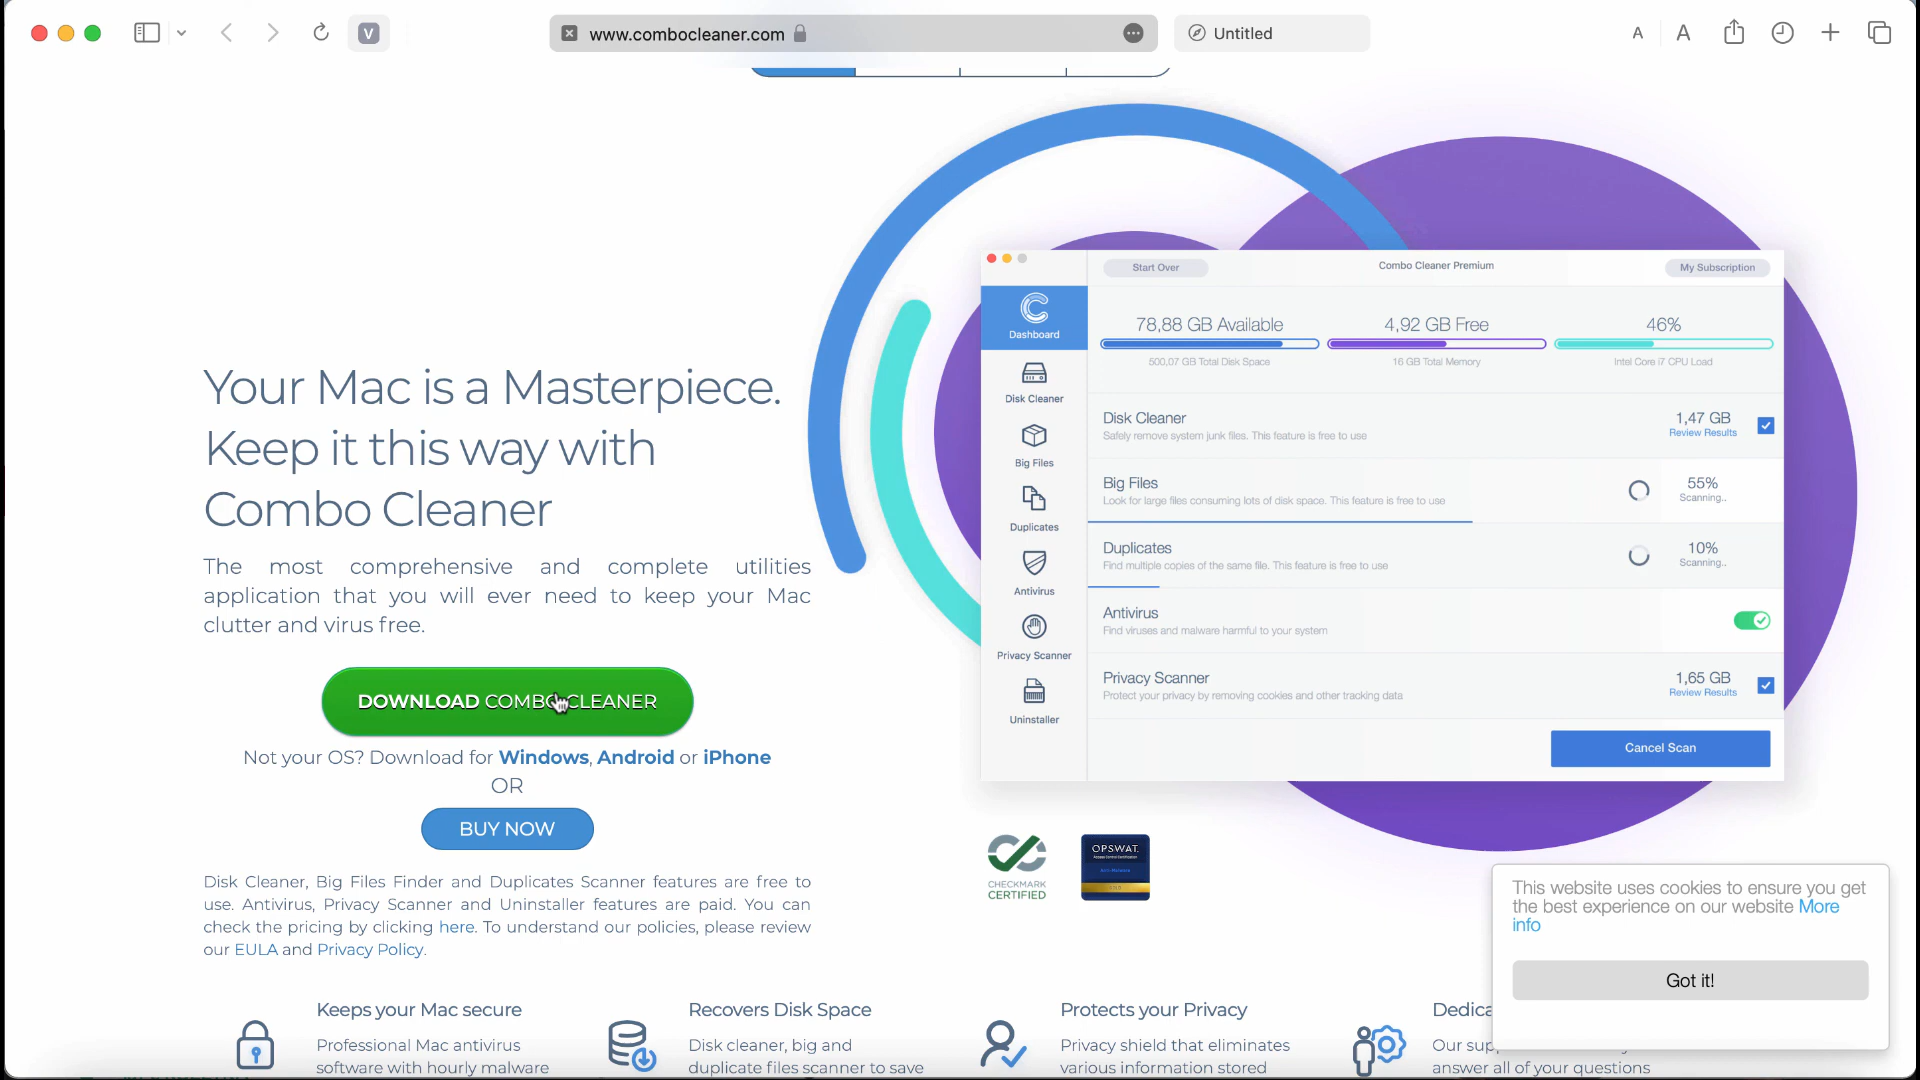 V
www.combocleaner.com
Untitled
A
A
Your Mac is a Masterpiece.
Keep it this way with
Combo Cleaner
The most comprehensive and complete utilities
application that you will ever need to keep your Mac
clutter and virus free.
DOWNLOAD COMBO CLEANER
Not your OS? Download for Windows, Android or iPhone
OR
BUY NOW
Disk Cleaner, Big Files Finder and Duplicates Scanner features are free to
use. Antivirus, Privacy Scanner and Uninstaller features are paid. You can
check the pricing by clicking here. To understand our policies, please review
our EULA and Privacy Policy.
Start Over
Combo Cleaner Premium
My Subscription
Dashboard
Disk Cleaner
Big Files
Duplicates
Antivirus
Privacy Scanner
Uninstaller
78,88 GB Available
500,07 GB Total Disk Space
4,92 GB Free
16 GB Total Memory
46%
Intel Core i7 CPU Load
Disk Cleaner
Safely remove system junk files. This feature is free to use
1,47 GB
Review Results
Big Files
Look for large files consuming lots of disk space. This feature is free to use
55%
Scanning..
Duplicates
Find multiple copies of the same file. This feature is free to use
10%
Scanning..
Antivirus
Find viruses and malware harmful to your system
Privacy Scanner
Protect your privacy by removing cookies and other tracking data
1,65 GB
Review Results
Cancel Scan
CHECKMARK
CERTIFIED
OPSWAT.
This website uses cookies to ensure you get
the best experience on our website More
info
Got it!
Keeps your Mac secure
Professional Mac antivirus
software with hourly malware
Recovers Disk Space
Disk cleaner, big and
duplicate files scanner to save
Protects your Privacy
Privacy shield that eliminates
various information stored
answer all of your questions